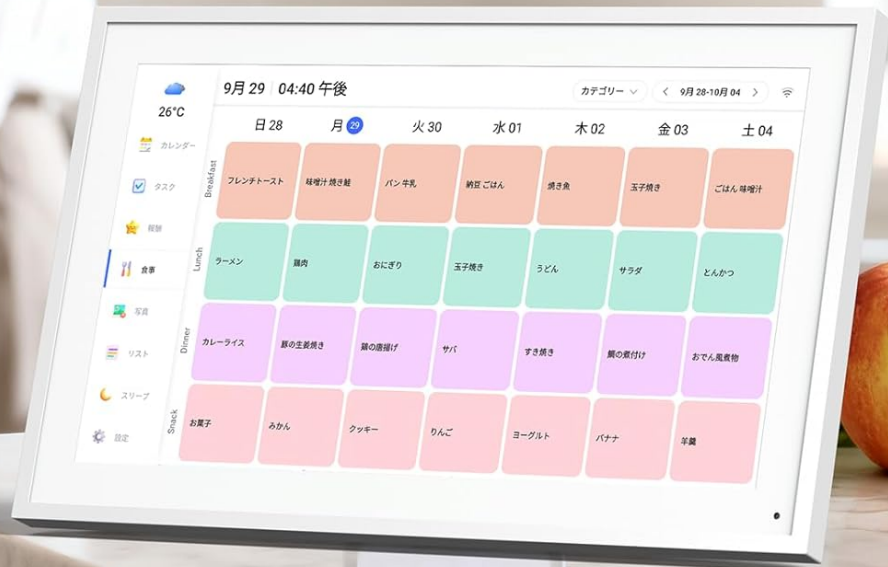 9月 29 04:40 午後
カテゴリー
9月 28-10月 04
26°C
カレンダー
タスク
報酬
食事
写真
リスト
スリープ
設定
日 28 月 29 火 30 水 01 木 02 金 03 土 04
Breakfast
フレンチトースト 味噌汁 焼き鮭 パン 牛乳 納豆 ごはん 焼き魚 玉子焼き ごはん 味噌汁
Lunch
ラーメン 鶏肉 おにぎり 玉子焼き うどん サラダ とんかつ
Dinner
カレーライス 豚の生姜焼き 鶏の唐揚げ サバ すき焼き 鯛の煮付け おでん風煮物
Snack
お菓子 みかん クッキー りんご ヨーグルト バナナ 羊羹